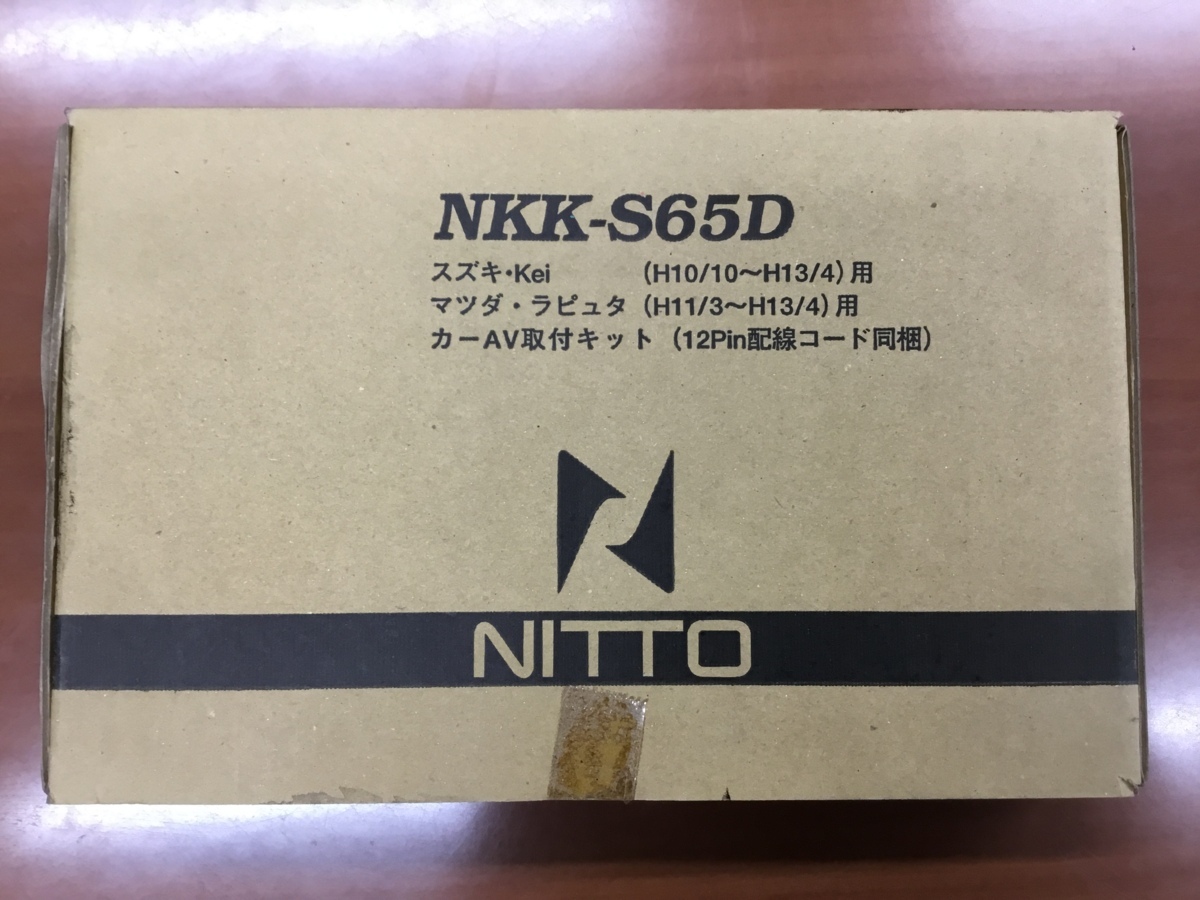 NKK-S65D
スズキ・Kei （H10/10〜H13/4）用
マツダ・ラピュタ（H11/3〜H13/4）用
カーAV取付キット（12Pin配線コード同梱）
NITTO